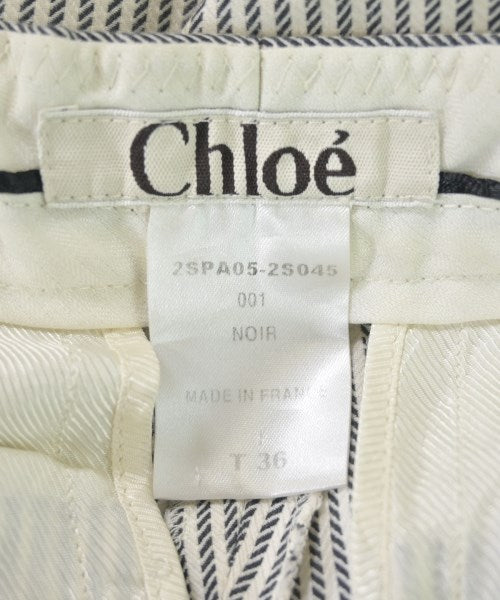 Chloé
2SPA05-2S045
001
NOIR
MADE IN FRANCE
T 36